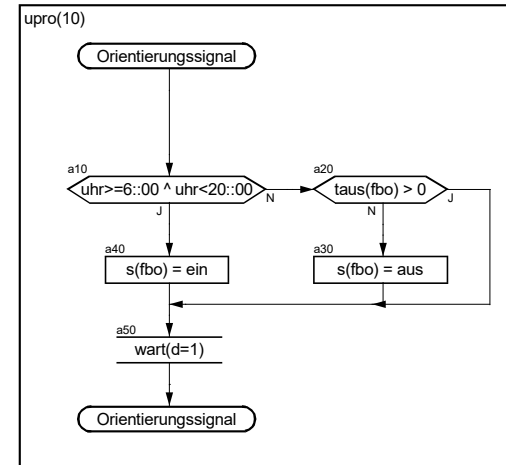 upro(10)
Orientierungssignal
a10
uhr>=6::00 ^ uhr<20::00
N
J
a20
taus(fbo) > 0
J
N
a40
s(fbo) = ein
a30
s(fbo) = aus
a50
wart(d=1)
Orientierungssignal